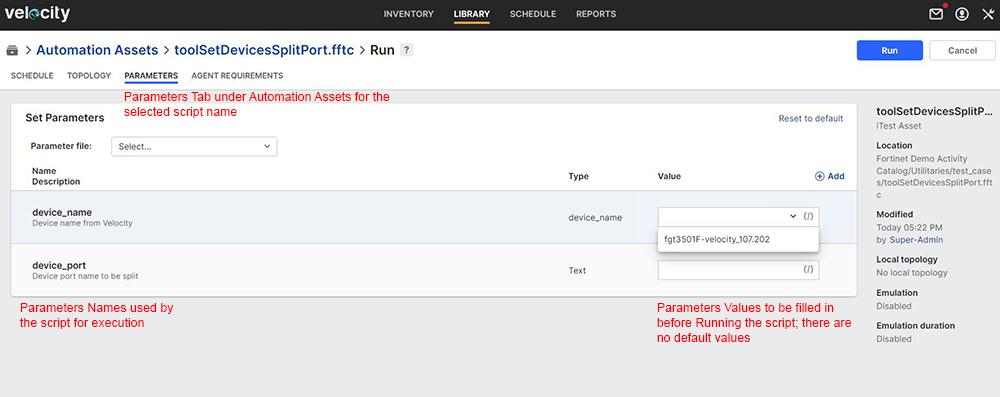 velocity
INVENTORY LIBRARY SCHEDULE REPORTS
> Automation Assets > toolSetDevicesSplitPort.fftc > Run ?
Run Cancel
SCHEDULE TOPOLOGY PARAMETERS AGENT REQUIREMENTS
Parameters Tab under Automation Assets for the
selected script name
Set Parameters
Reset to default
Parameter file: Select...
Name
Description
Type
Value
Add
device_name
Device name from Velocity
device_name
{/}
fgt3501F-velocity_107.202
device_port
Device port name to be split
Text
{/}
Parameters Names used by
the script for execution
Parameters Values to be filled in
before Running the script; there are
no default values
toolSetDevicesSplitP...
iTest Asset
Location
Fortinet Demo Activity
Catalog/Utilitaries/test_case
s/toolSetDevicesSplitPort.fft
c
Modified
Today 05:22 PM
by Super-Admin
Local topology
No local topology
Emulation
Disabled
Emulation duration
Disabled